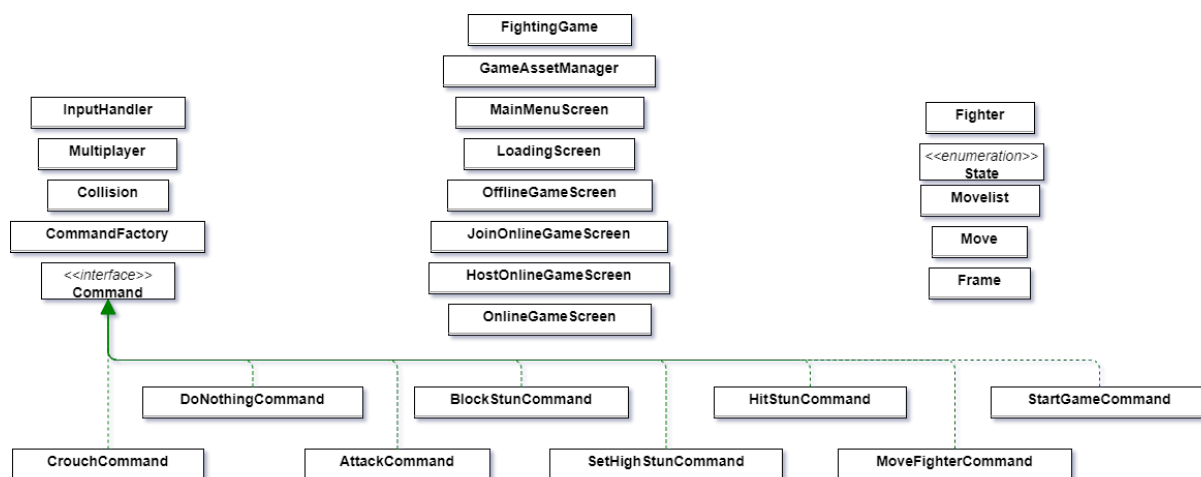 FightingGame
GameAssetManager
MainMenuScreen
LoadingScreen
OfflineGameScreen
JoinOnlineGameScreen
HostOnlineGameScreen
OnlineGameScreen
InputHandler
Multiplayer
Collision
CommandFactory
<<interface>>
Command
Fighter
<<enumeration>>
State
Movelist
Move
Frame
DoNothingCommand
BlockStunCommand
HitStunCommand
StartGameCommand
CrouchCommand
AttackCommand
SetHighStunCommand
MoveFighterCommand